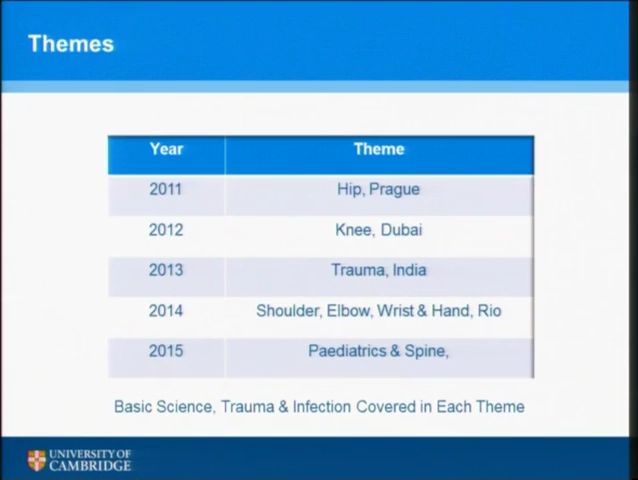 Themes
Year Theme
2011 Hip, Prague
2012 Knee, Dubai
2013 Trauma, India
2014 Shoulder, Elbow, Wrist & Hand, Rio
2015 Paediatrics & Spine,
Basic Science, Trauma & Infection Covered in Each Theme
UNIVERSITY OF
CAMBRIDGE